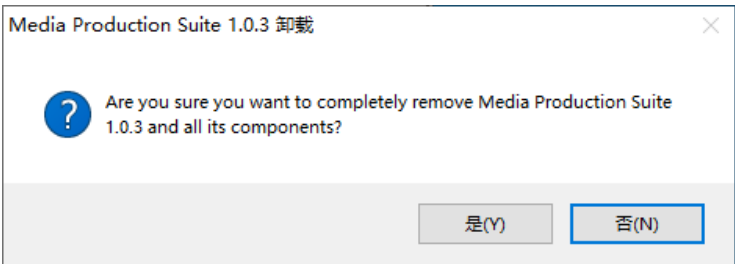 Media Production Suite 1.0.3 卸载
Are you sure you want to completely remove Media Production Suite
1.0.3 and all its components?
是(Y)
否(N)